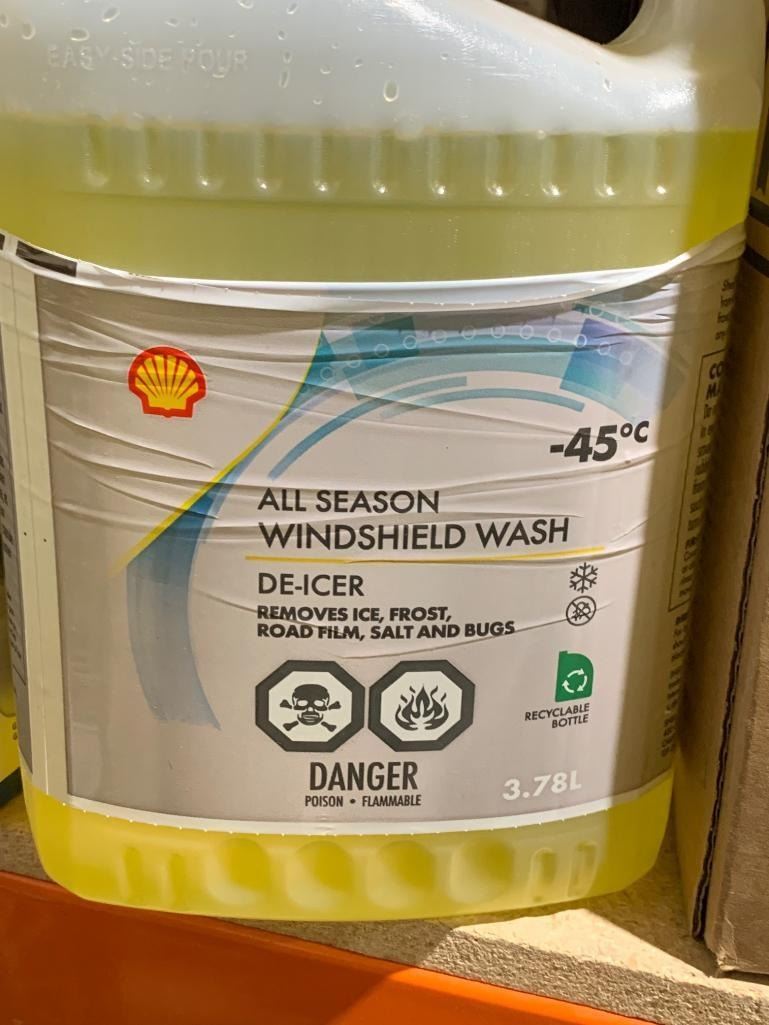 EASY-SIDE POUR
-45°C
ALL SEASON
WINDSHIELD WASH
DE-ICER
REMOVES ICE, FROST,
ROAD FILM, SALT AND BUGS
RECYCLABLE
BOTTLE
DANGER
POISON • FLAMMABLE
3.78L